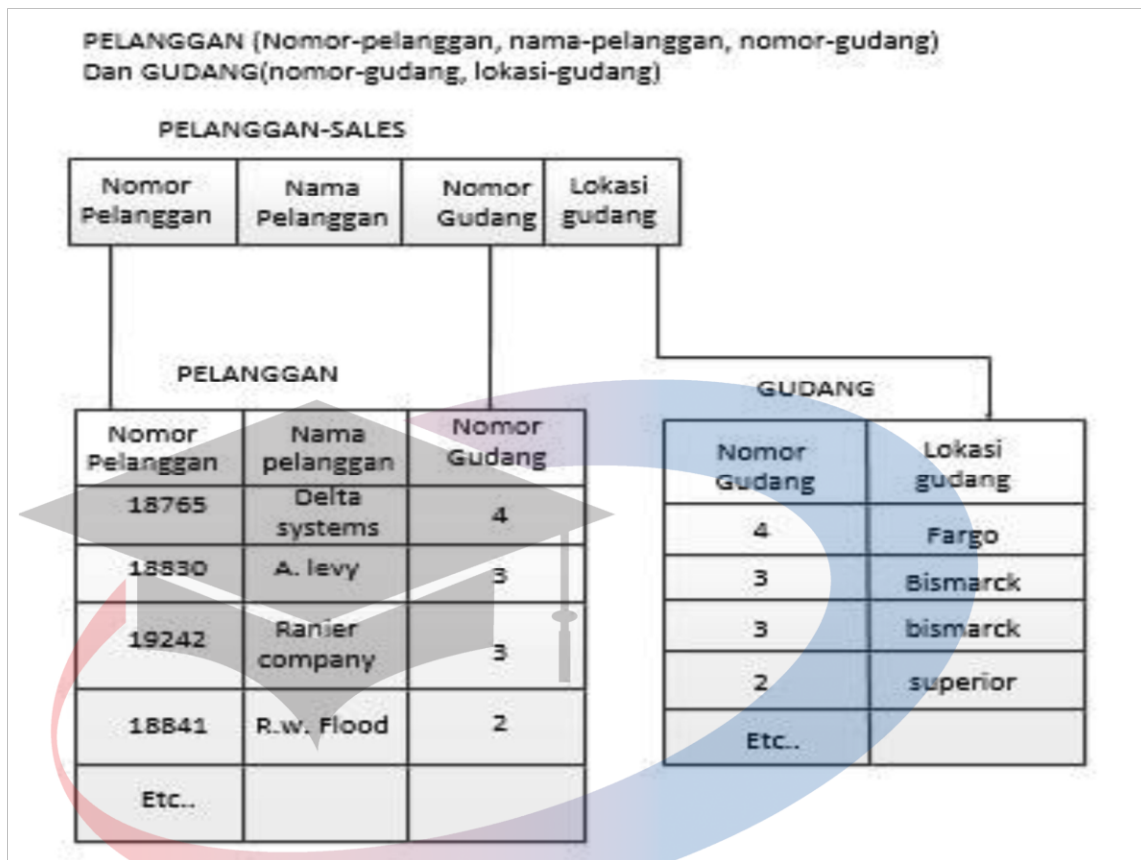 PELANGGAN (Nomor-pelanggan, nama-pelanggan, nomor-gudang)
Dan GUDANG(nomor-gudang, lokasi-gudang)
PELANGGAN-SALES
Nomor Pelanggan
Nama Pelanggan
Nomor Gudang
Lokasi gudang
PELANGGAN
Nomor Pelanggan
Nama pelanggan
Nomor Gudang
18765
Delta systems
4
18830
A. levy
3
19242
Ranier company
3
18841
R.w. Flood
2
Etc..
GUDANG
Nomor Gudang
Lokasi gudang
4
Fargo
3
Bismarck
3
bismarck
2
superior
Etc..